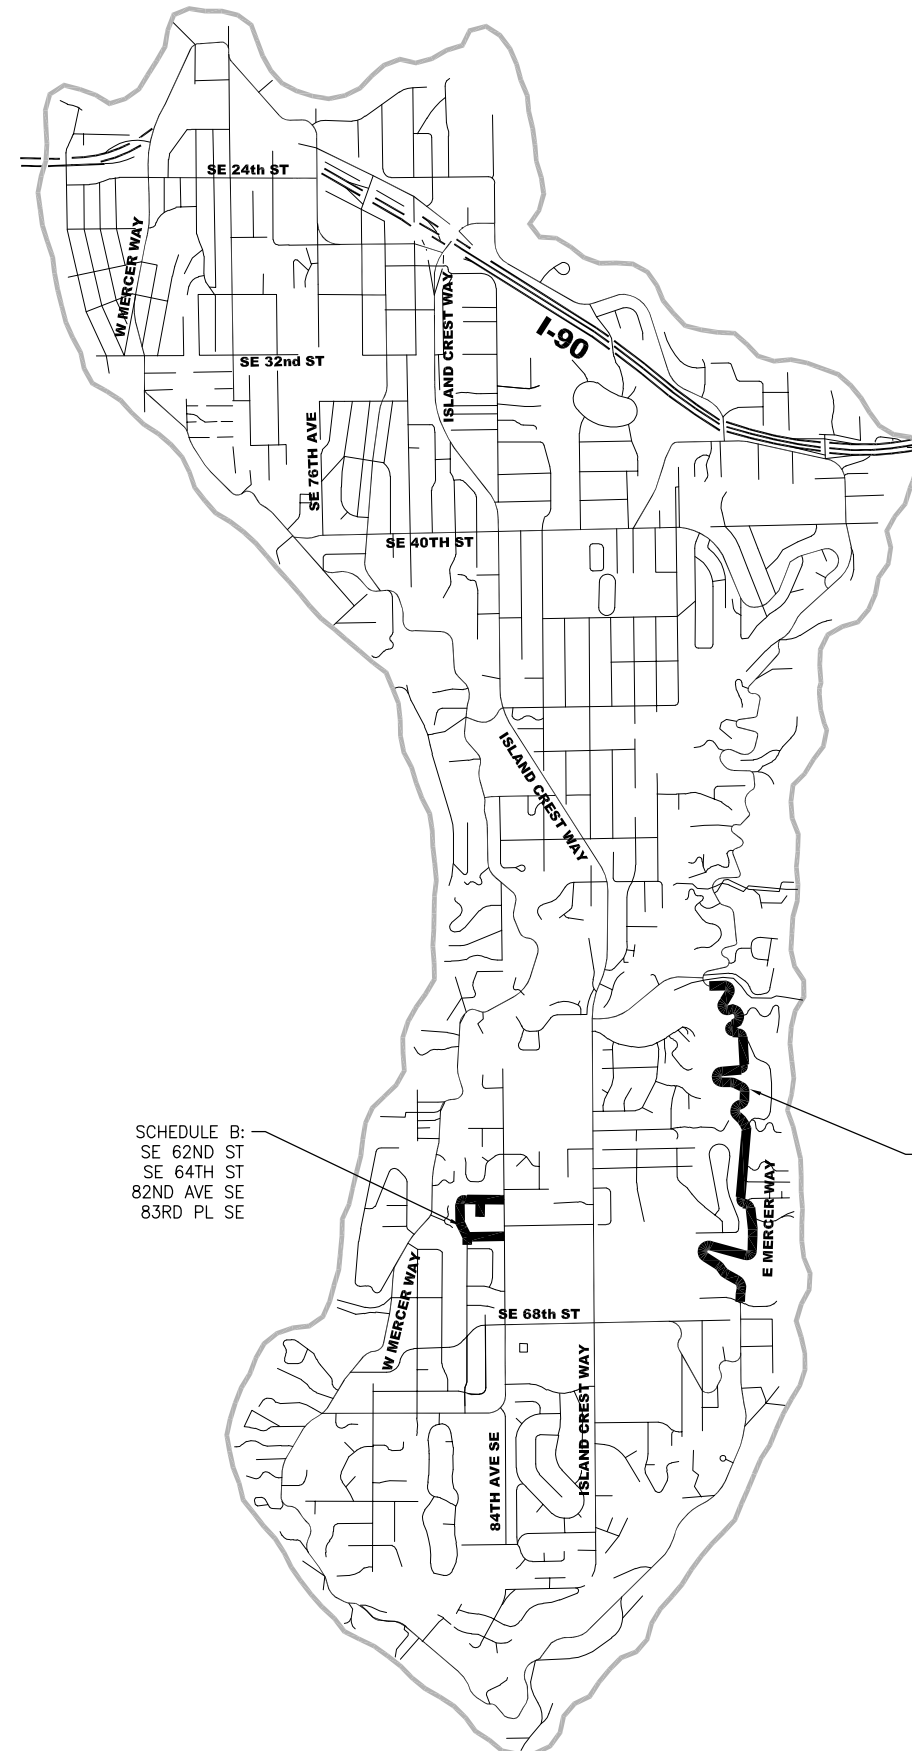 SE 24th ST
W MERCER WAY
ISLAND CREST WAY
I-90
SE 32nd ST
SE 76TH AVE
SE 40TH ST
ISLAND CREST WAY
SCHEDULE B:
SE 62ND ST
SE 64TH ST
82ND AVE SE
83RD PL SE
E MERCER WAY
W MERCER WAY
SE 68th ST
ISLAND CREST WAY
84TH AVE SE